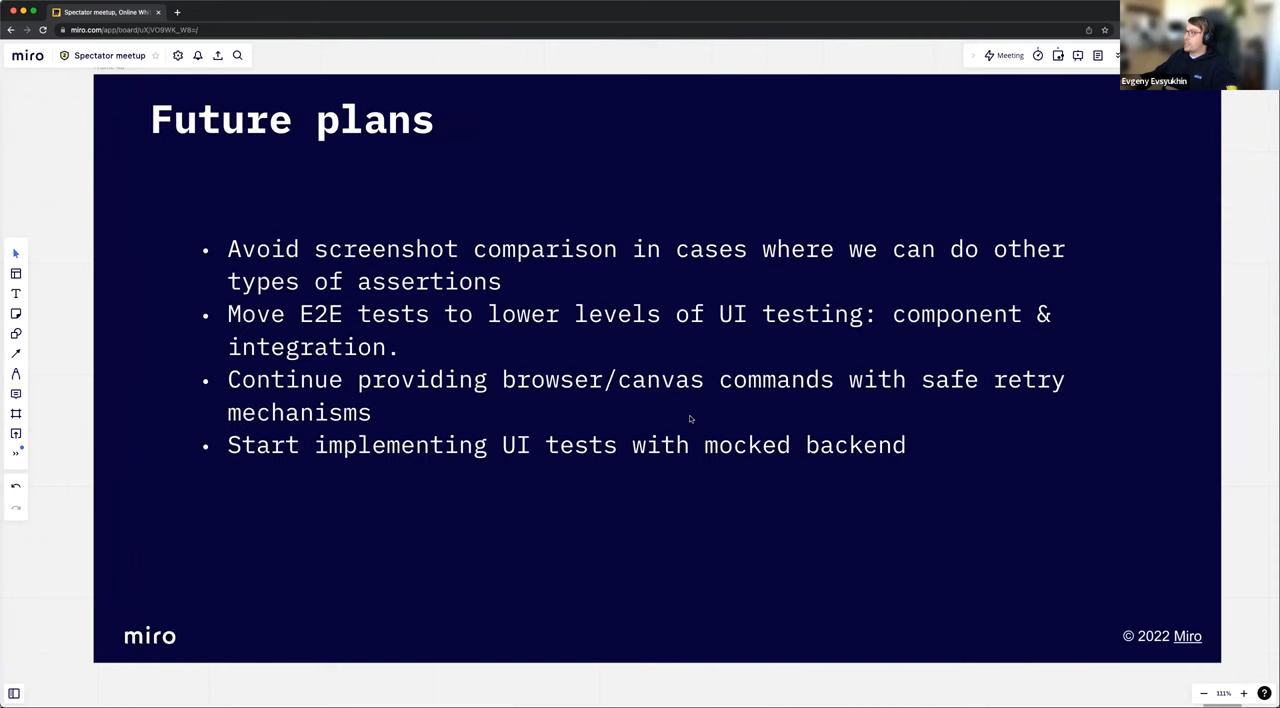 Spectator meetup, Online Whi
miro.com/app/board/uXjVO9WK_W8=/
miro
Spectator meetup
Meeting
Evgeny Evsyukhin
Future plans
• Avoid screenshot comparison in cases where we can do other
types of assertions
• Move E2E tests to lower levels of UI testing: component &
integration.
• Continue providing browser/canvas commands with safe retry
mechanisms
• Start implementing UI tests with mocked backend
miro
© 2022 Miro
111%